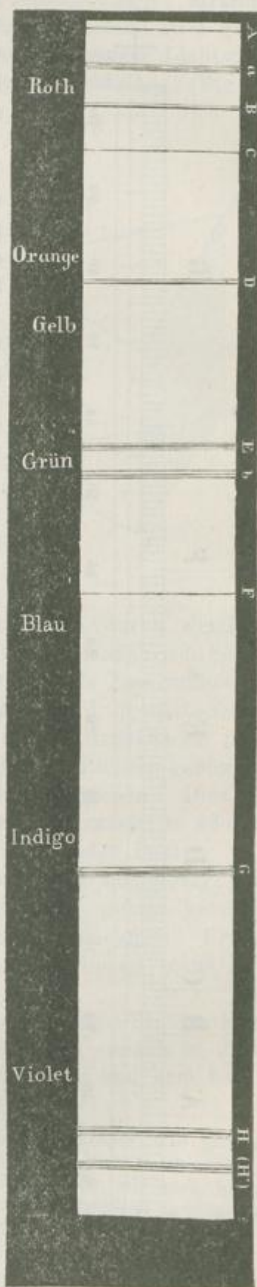 A
a
Roth
B
C
Orange
D
Gelb
E
Grün
b
F
Blau
Indigo
G
Violet
H
(H')